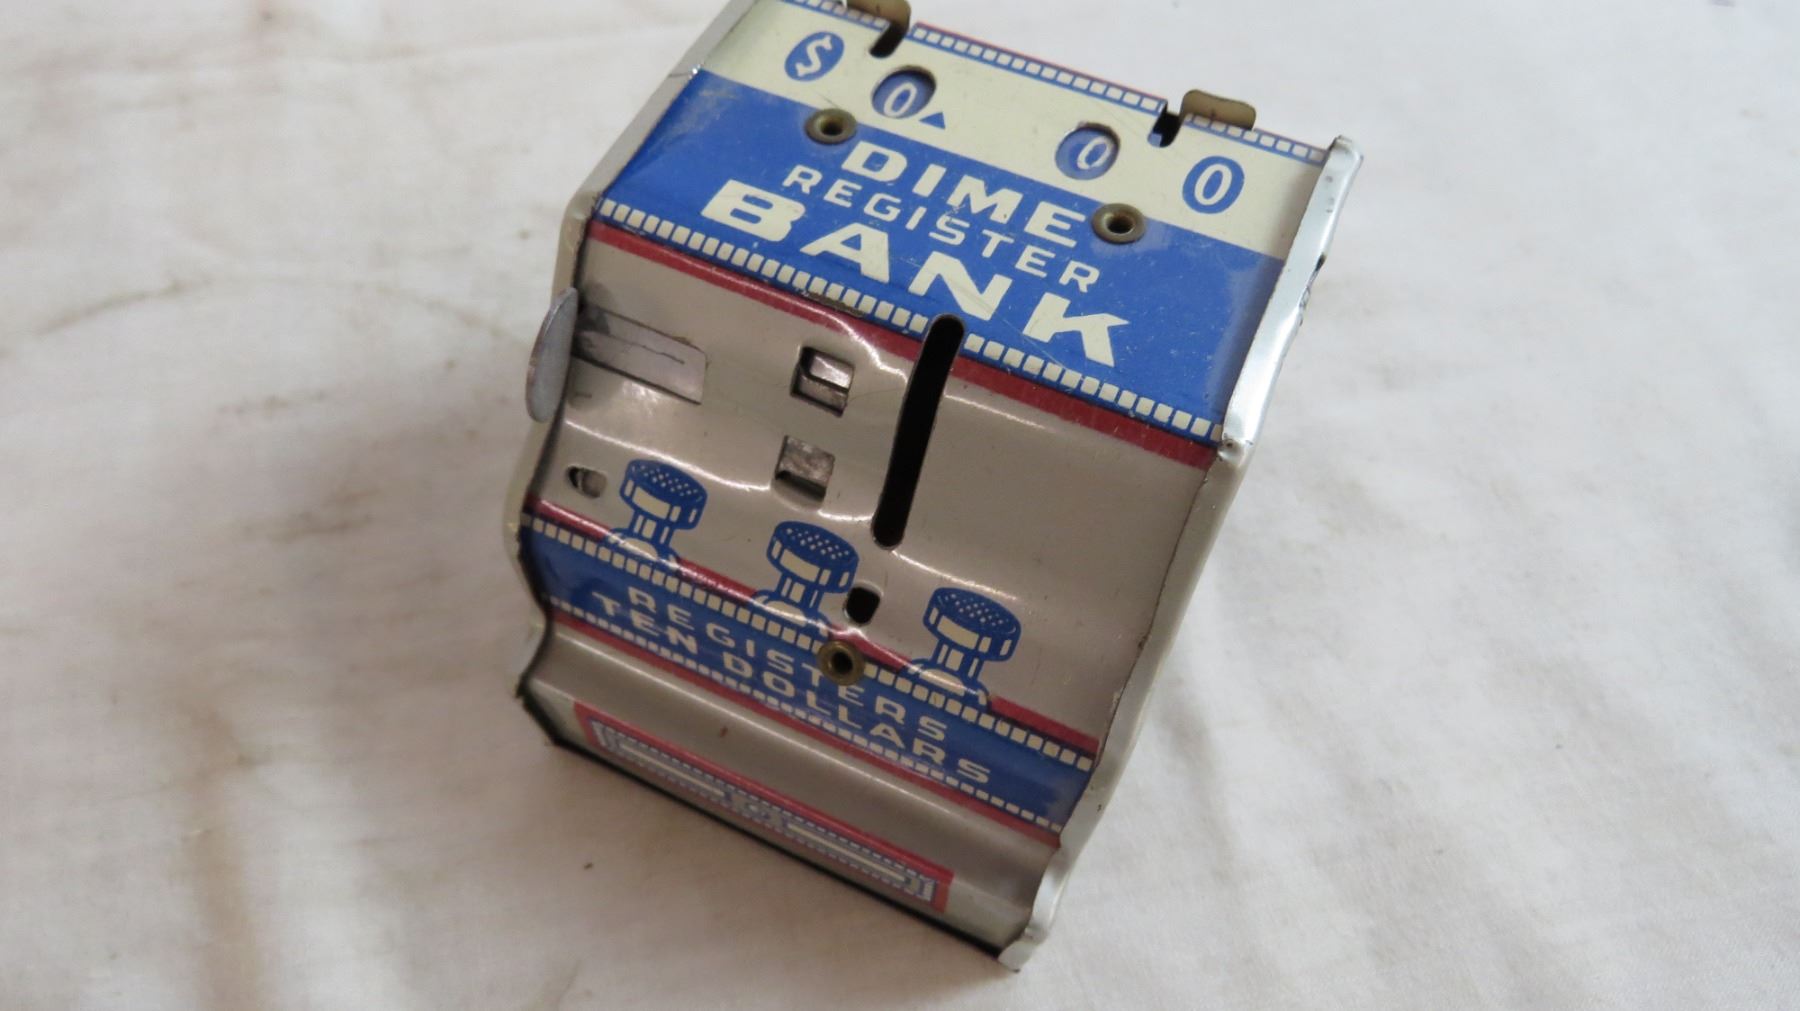 $ 0 0 0
DIME
REGISTER
BANK
REGISTERS
TEN DOLLARS